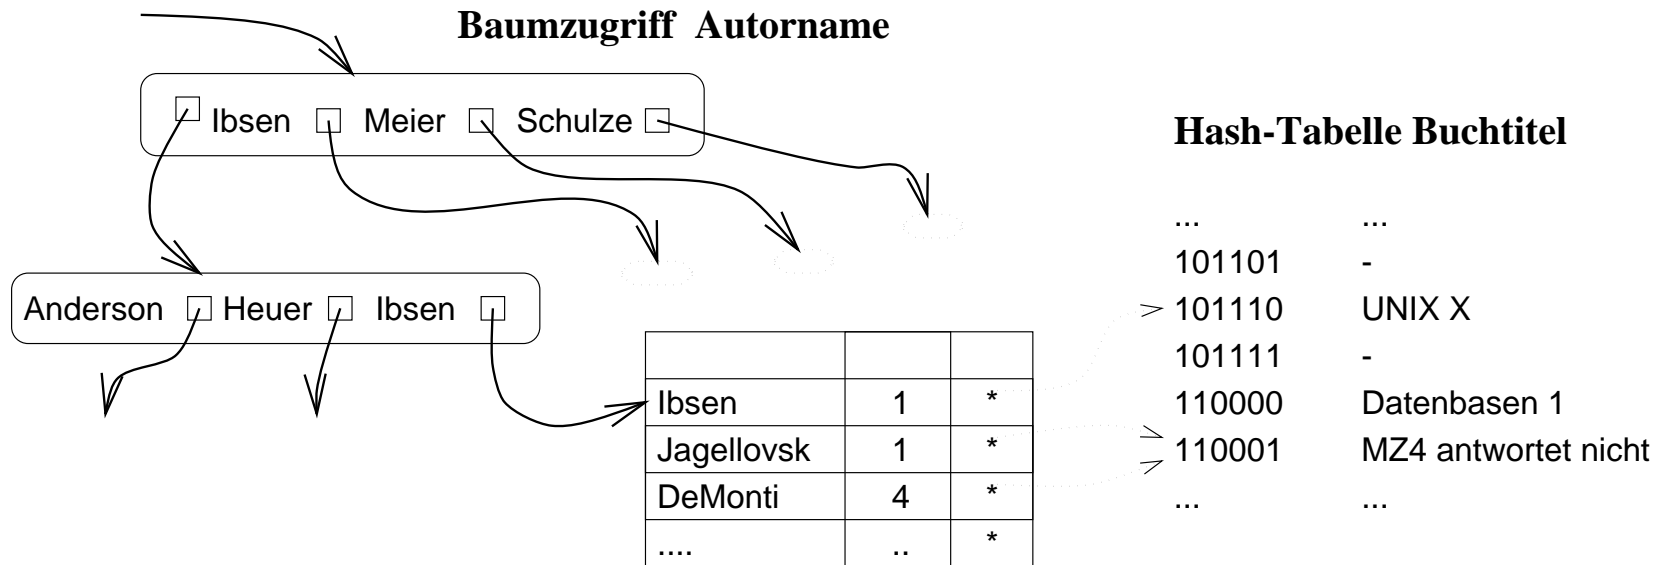 Baumzugriff Autorname
Ibsen Meier Schulze
Anderson Heuer Ibsen
Ibsen 1 *
Jagellovsk 1 *
DeMonti 4 *
.... .. *
Hash-Tabelle Buchtitel
... ...
101101 -
101110 UNIX X
101111 -
110000 Datenbasen 1
110001 MZ4 antwortet nicht
... ...